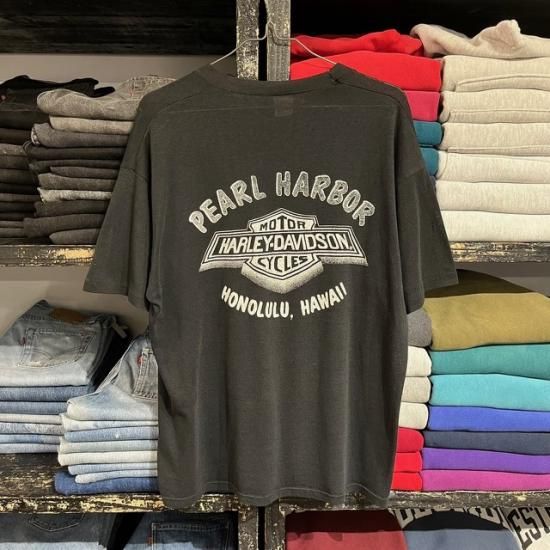 PEARL HARBOR
MOTOR
HARLEY-DAVIDSON
CYCLES
HONOLULU, HAWAII